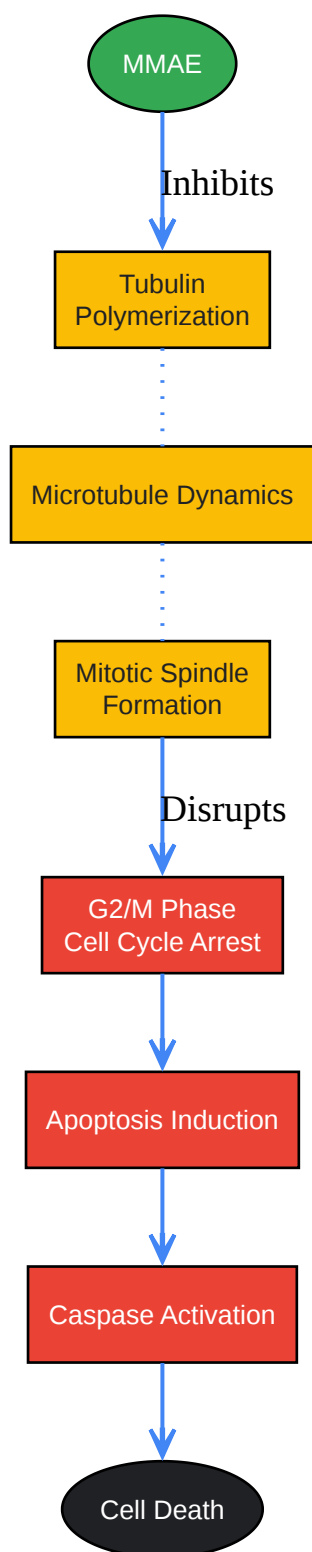 MMAE
Inhibits
Tubulin
Polymerization
Microtubule Dynamics
Mitotic Spindle
Formation
Disrupts
G2/M Phase
Cell Cycle Arrest
Apoptosis Induction
Caspase Activation
Cell Death